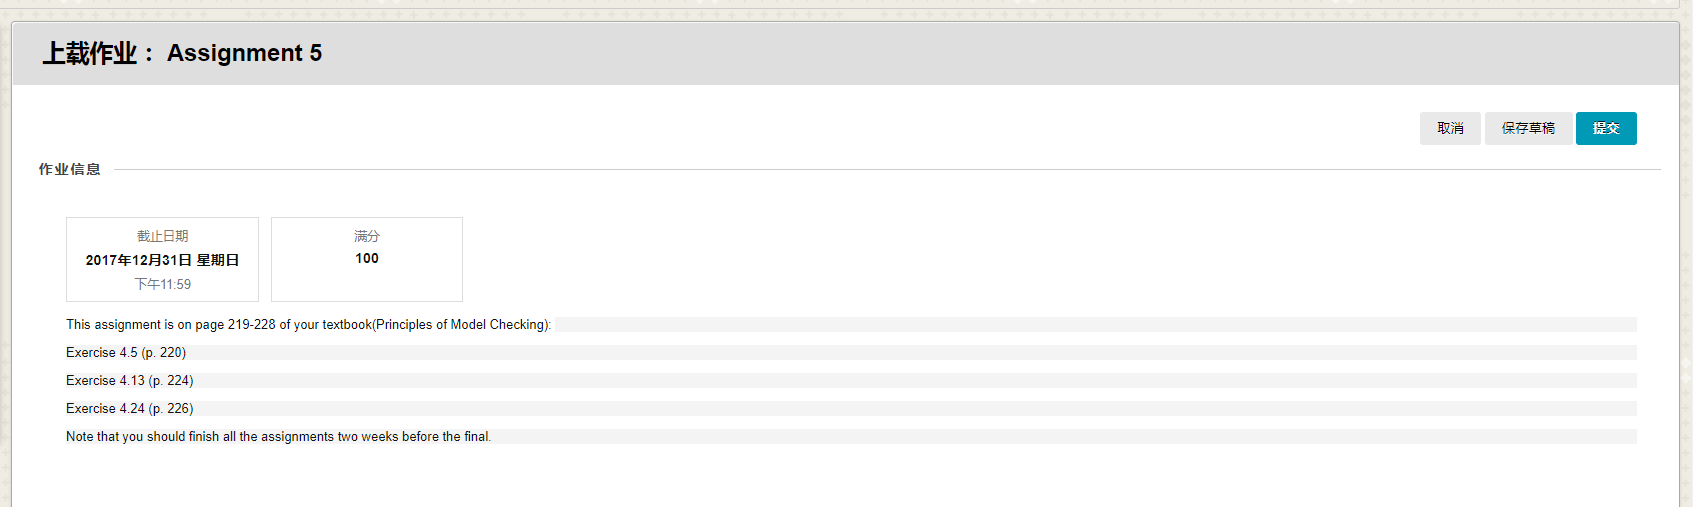 上载作业： Assignment 5
取消 保存草稿 提交
作业信息
截止日期
2017年12月31日 星期日
下午11:59
满分
100
This assignment is on page 219-228 of your textbook(Principles of Model Checking):
Exercise 4.5 (p. 220)
Exercise 4.13 (p. 224)
Exercise 4.24 (p. 226)
Note that you should finish all the assignments two weeks before the final.